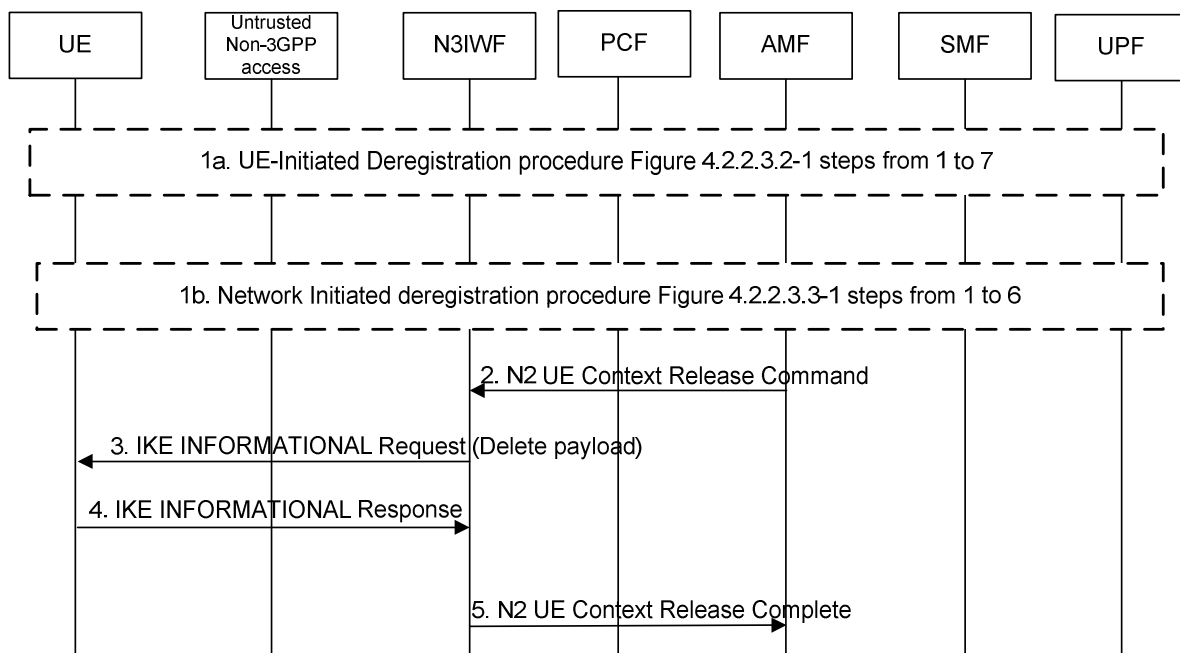 UE
Untrusted
Non-3GPP
access
N3IWF
PCF
AMF
SMF
UPF
1a. UE-Initiated Deregistration procedure Figure 4.2.2.3.2-1 steps from 1 to 7
1b. Network Initiated deregistration procedure Figure 4.2.2.3.3-1 steps from 1 to 6
2. N2 UE Context Release Command
3. IKE INFORMATIONAL Request (Delete payload)
4. IKE INFORMATIONAL Response
5. N2 UE Context Release Complete